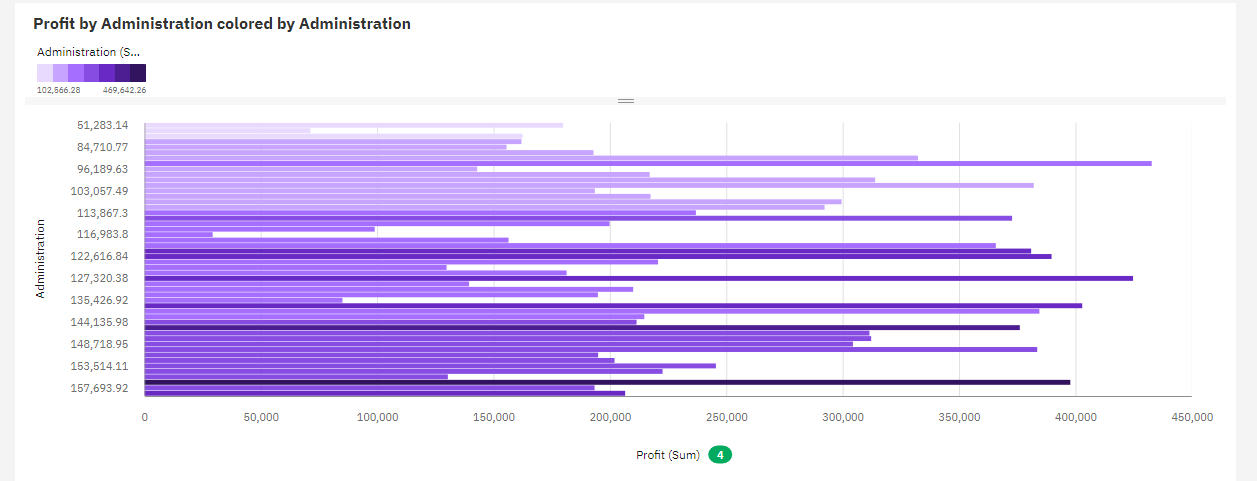 Profit by Administration colored by Administration
Administration (S...
102,566.28 469,642.26
Administration
51,283.14
84,710.77
96,189.63
103,057.49
113,867.3
116,983.8
122,616.84
127,320.38
135,426.92
144,135.98
148,718.95
153,514.11
157,693.92
0 50,000 100,000 150,000 200,000 250,000 300,000 350,000 400,000 450,000
Profit (Sum) 4